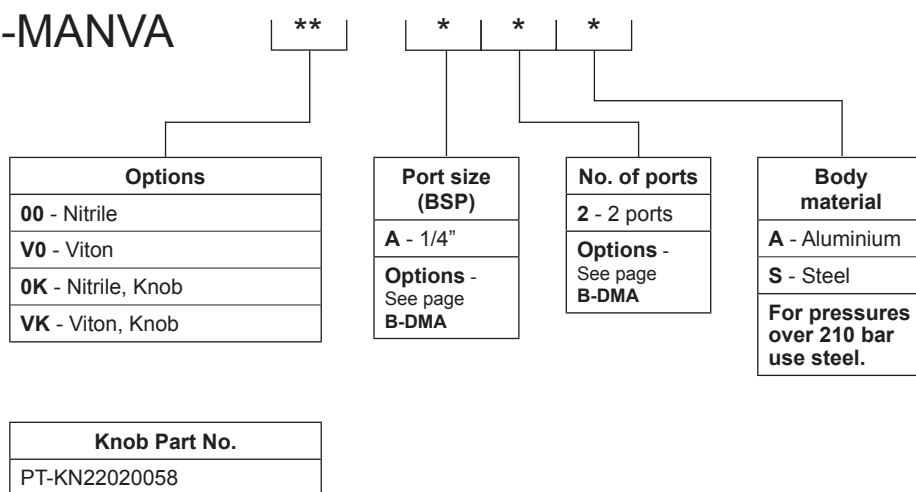 -MANVA ** * * *
Options
00 - Nitrile
V0 - Viton
0K - Nitrile, Knob
VK - Viton, Knob
Port size
(BSP)
A - 1/4”
Options -
See page
B-DMA
No. of ports
2 - 2 ports
Options -
See page
B-DMA
Body
material
A - Aluminium
S - Steel
For pressures
over 210 bar
use steel.
Knob Part No.
PT-KN22020058